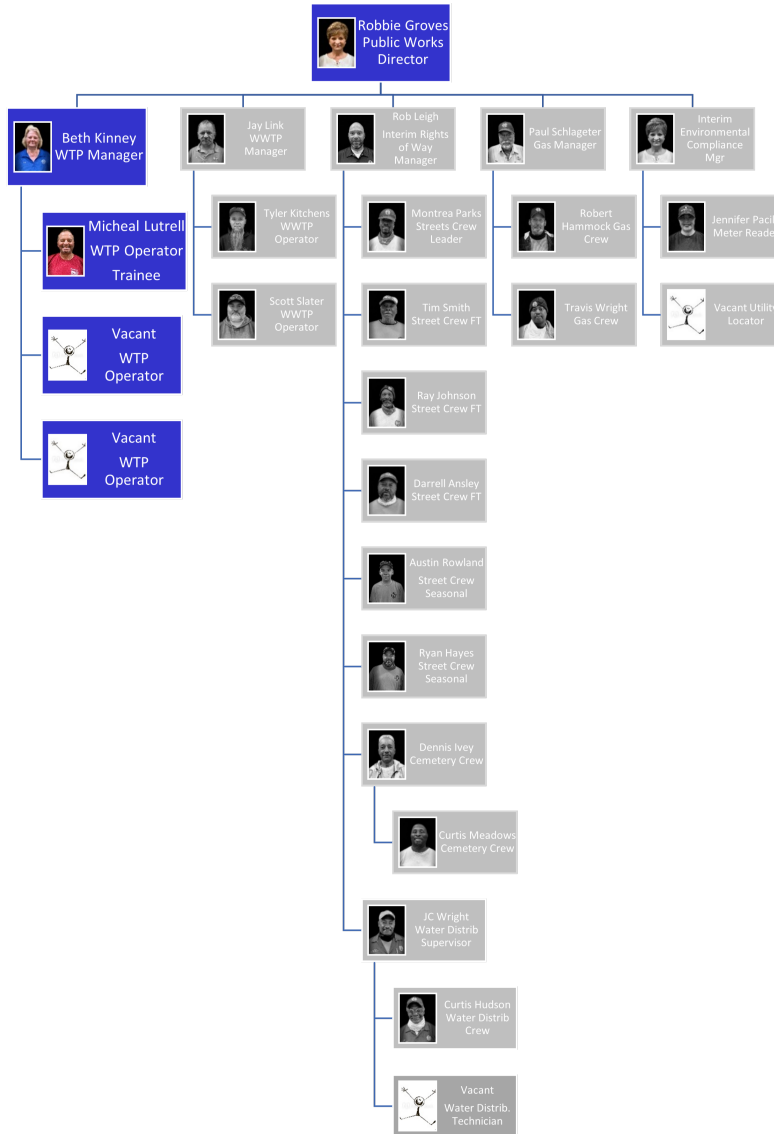 Robbie Groves
Public Works
Director
Beth Kinney
WTP Manager
Jay Link
WWTP
Manager
Rob Leigh
Interim Rights
of Way
Manager
Paul Schlageter
Gas Manager
Interim
Environmental
Compliance
Mgr
Micheal Lutrell
WTP Operator
Trainee
Tyler Kitchens
WWTP
Operator
Montrea Parks
Streets Crew
Leader
Robert
Hammock Gas
Crew
Jennifer
Meter
Vacant
WTP
Operator
Scott Slater
WWTP
Operator
Tim Smith
Street Crew FT
Travis Wright
Gas Crew
Vacant Utility
Locator
Vacant
WTP
Operator
Ray Johnson
Street Crew FT
Darrell Ansley
Street Crew FT
Austin Rowland
Street Crew
Seasonal
Ryan Hayes
Street Crew
Seasonal
Dennis Ivey
Cemetery Crew
Curtis Meadows
Cemetery Crew
JC Wright
Water Distrib
Supervisor
Curtis Hudson
Water Distrib
Crew
Vacant
Water Distrib.
Technician